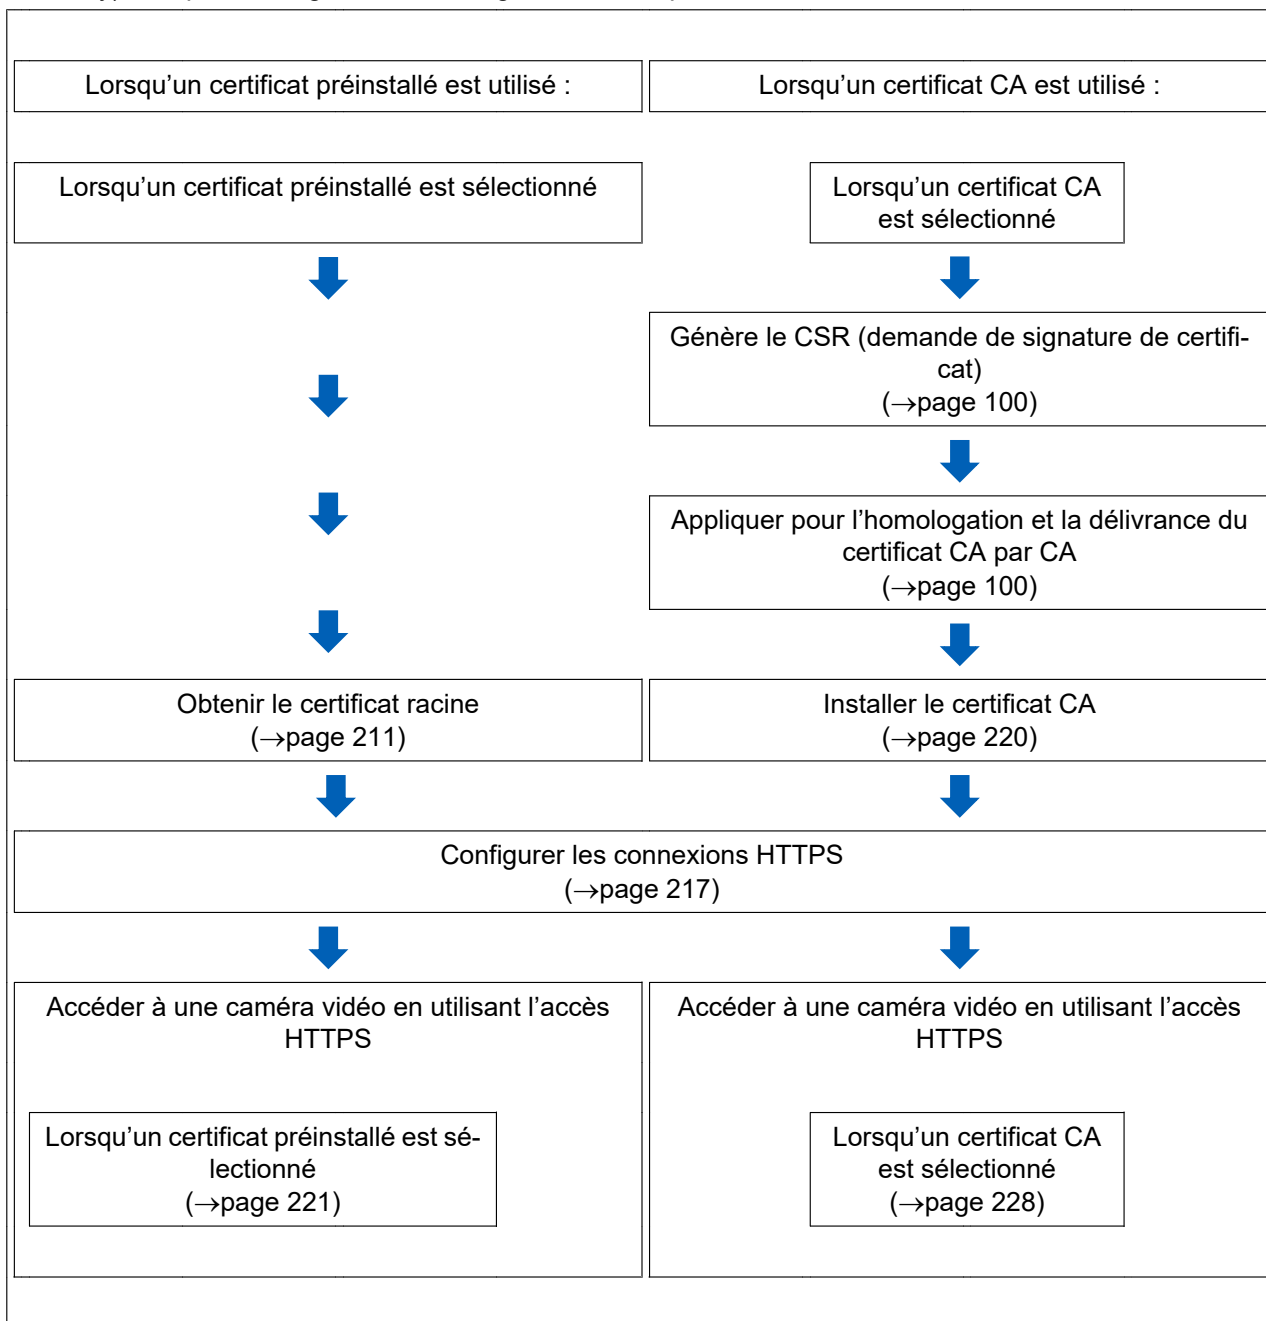 Lorsqu'un certificat préinstallé est utilisé :
Lorsqu'un certificat CA est utilisé :
Lorsqu'un certificat préinstallé est sélectionné
Lorsqu'un certificat CA
est sélectionné
Génère le CSR (demande de signature de certifi-
cat)
(→page 100)
Appliquer pour l'homologation et la délivrance du
certificat CA par CA
(→page 100)
Obtenir le certificat racine
(→page 211)
Installer le certificat CA
(→page 220)
Configurer les connexions HTTPS
(→page 217)
Accéder à une caméra vidéo en utilisant l'accès
HTTPS
Lorsqu'un certificat préinstallé est sé-
lectionné
(→page 221)
Accéder à une caméra vidéo en utilisant l'accès
HTTPS
Lorsqu'un certificat CA
est sélectionné
(→page 228)